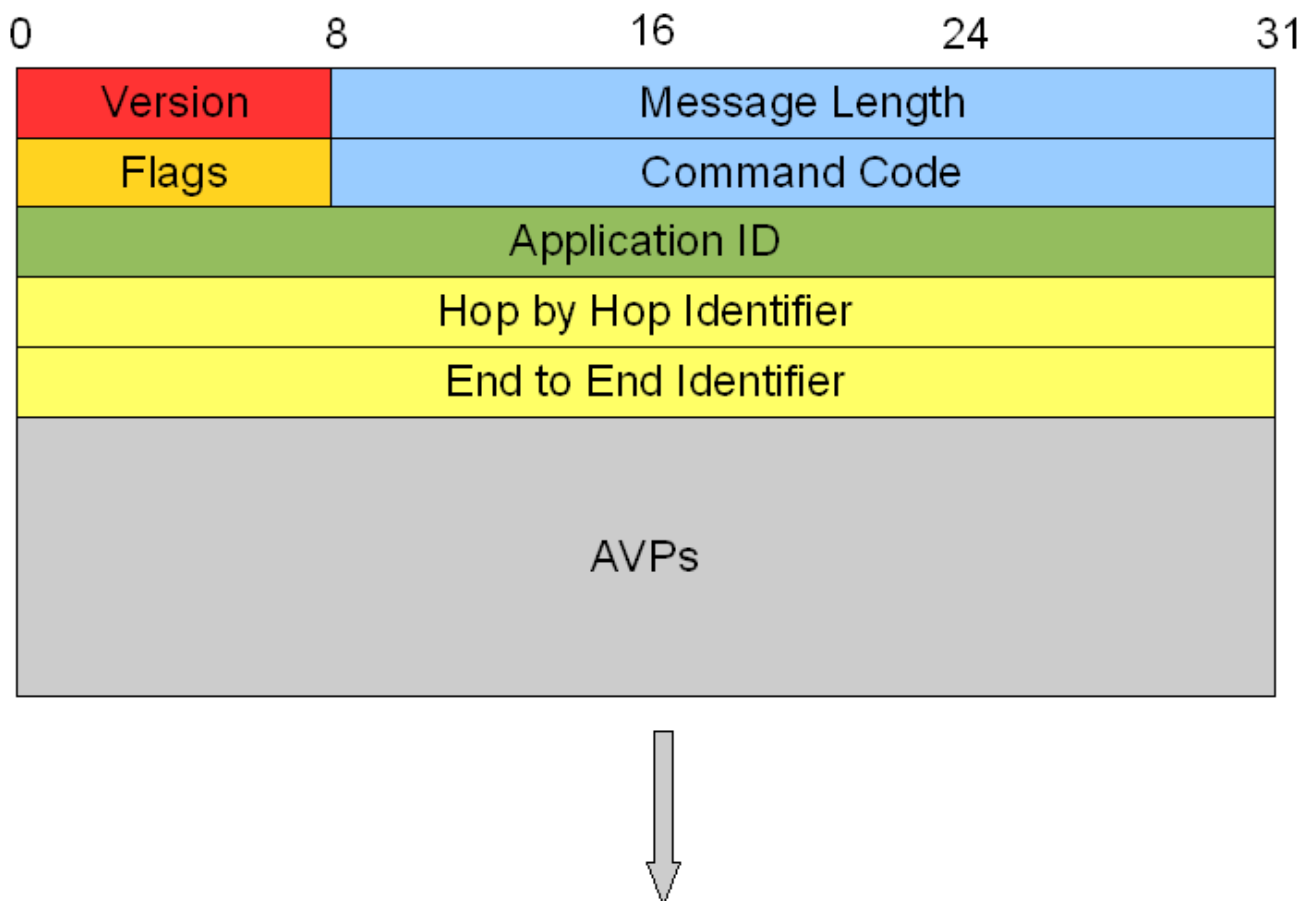 0 8 16 24 31
Version Message Length
Flags Command Code
Application ID
Hop by Hop Identifier
End to End Identifier
AVPs